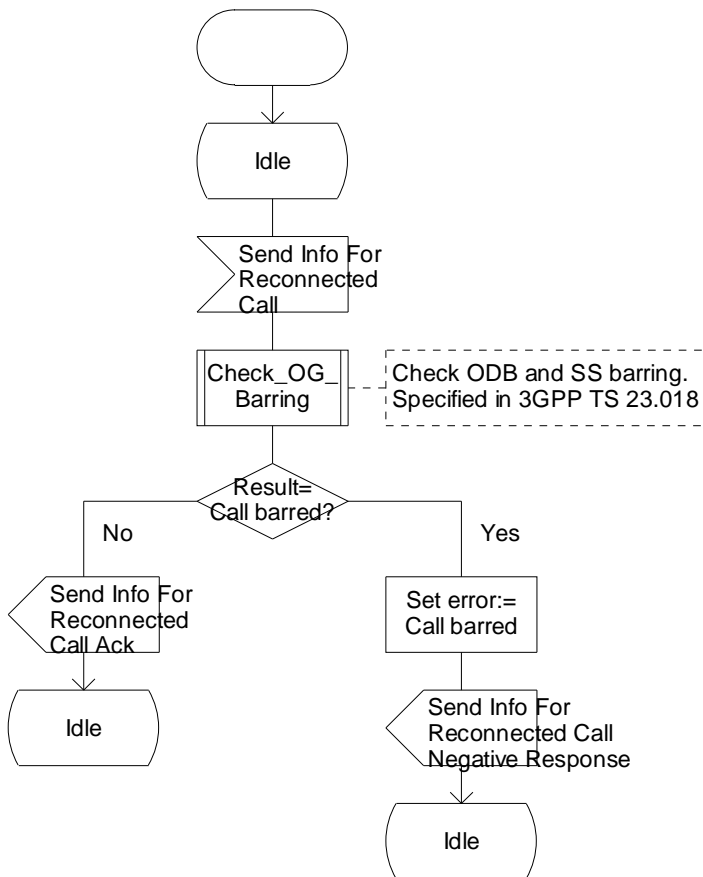 Idle
Send Info For
Reconnected
Call
Check_OG_
Barring
Check ODB and SS barring.
Specified in 3GPP TS 23.018
Result=
Call barred?
No
Yes
Send Info For
Reconnected
Call Ack
Set error:=
Call barred
Idle
Send Info For
Reconnected Call
Negative Response
Idle